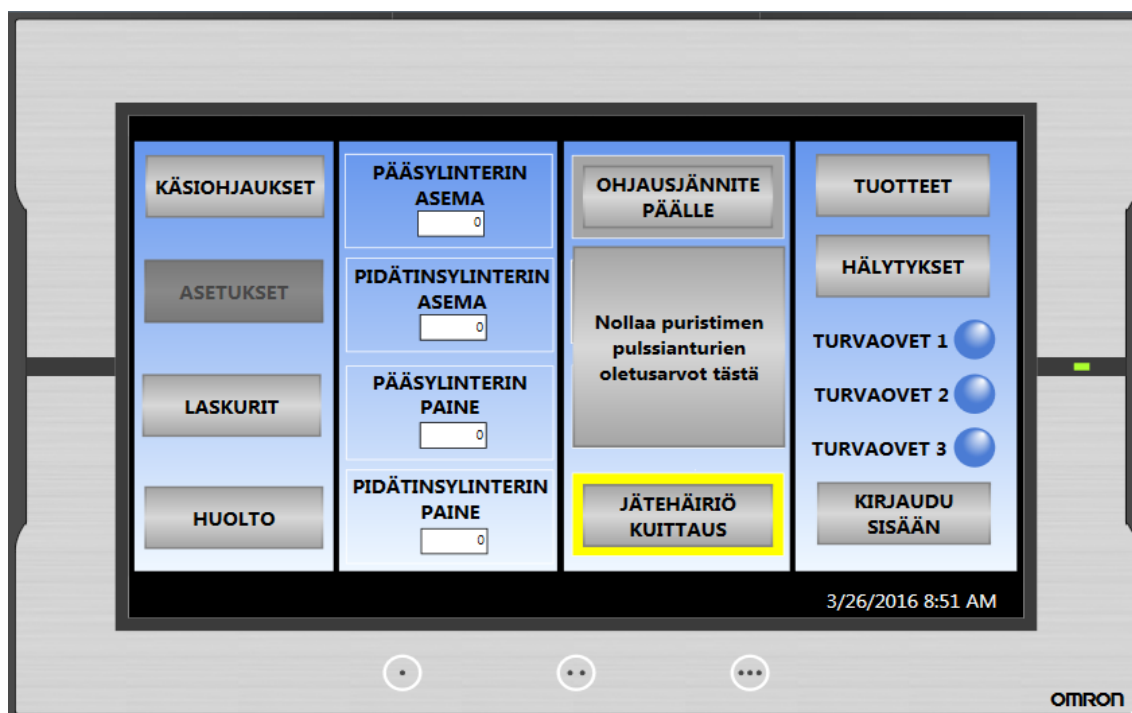 KÄSIOHJAUKSET
ASETUKSET
LASKURIT
HUOLTO
PÄÄSYLINTERIN
ASEMA
0
PIDÄTINSYLINTERIN
ASEMA
0
PÄÄSYLINTERIN
PAINE
0
PIDÄTINSYLINTERIN
PAINE
0
OHJAUSJÄNNITE
PÄÄLLE
Nollaa puristimen
pulssianturien
oletusarvot tästä
JÄTEHÄIRIÖ
KUITTAUS
TUOTTEET
HÄLYTYKSET
TURVAOVET 1
TURVAOVET 2
TURVAOVET 3
KIRJAUDU
SISÄÄN
3/26/2016 8:51 AM
OMRON